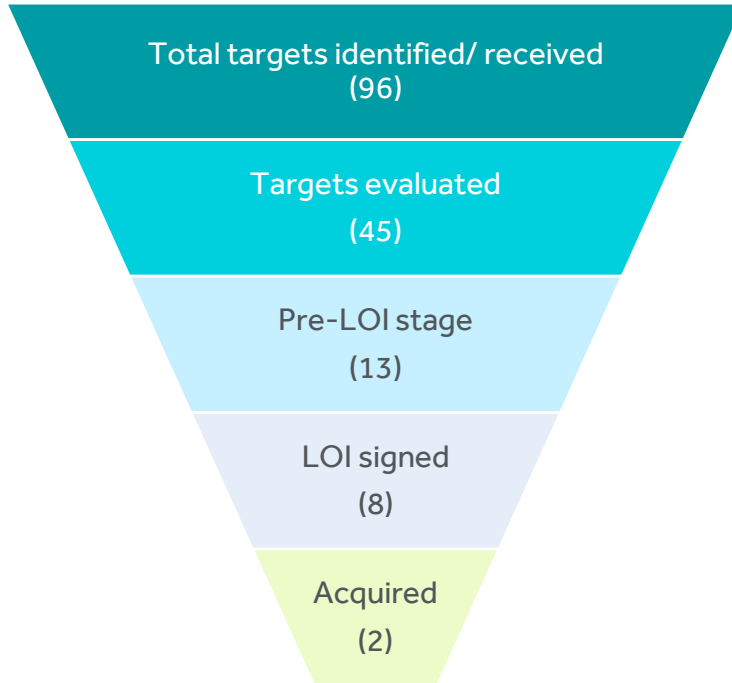 Total targets identified/ received
(96)
Targets evaluated
(45)
Pre-LOI stage
(13)
LOI signed
(8)
Acquired
(2)